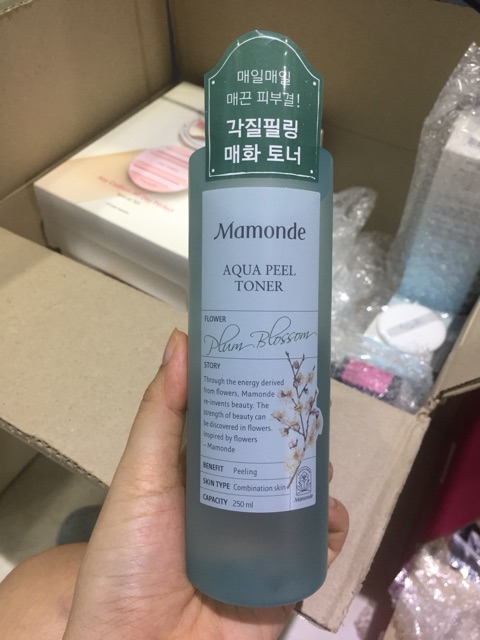 매일매일
매끈 피부결!
각질필링
매화 토너
Mamonde
AQUA PEEL
TONER
FLOWER
Plum Blossom
STORY
Through the energy derived
from flowers, Mamonde
re-invents beauty. The
strength of beauty can
be discovered in flowers.
Inspired by flowers
– Mamonde
BENEFIT Peeling
SKIN TYPE Combination skin
CAPACITY 250 ml
Mamonde